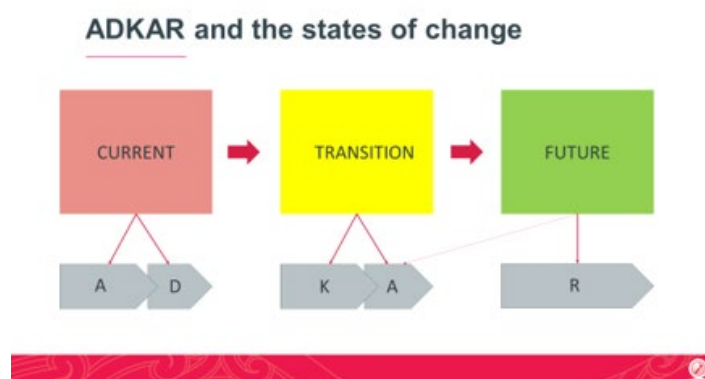 ADKAR and the states of change
CURRENT
TRANSITION
FUTURE
A
D
K
A
R